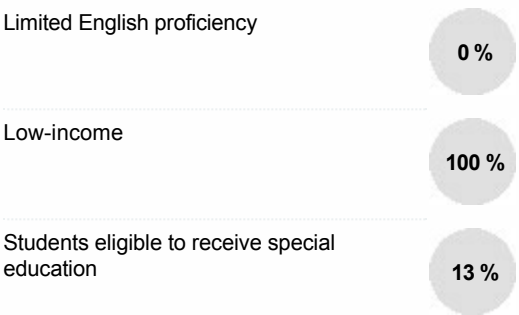 Limited English proficiency
0 %
Low-income
100 %
Students eligible to receive special
education
13 %